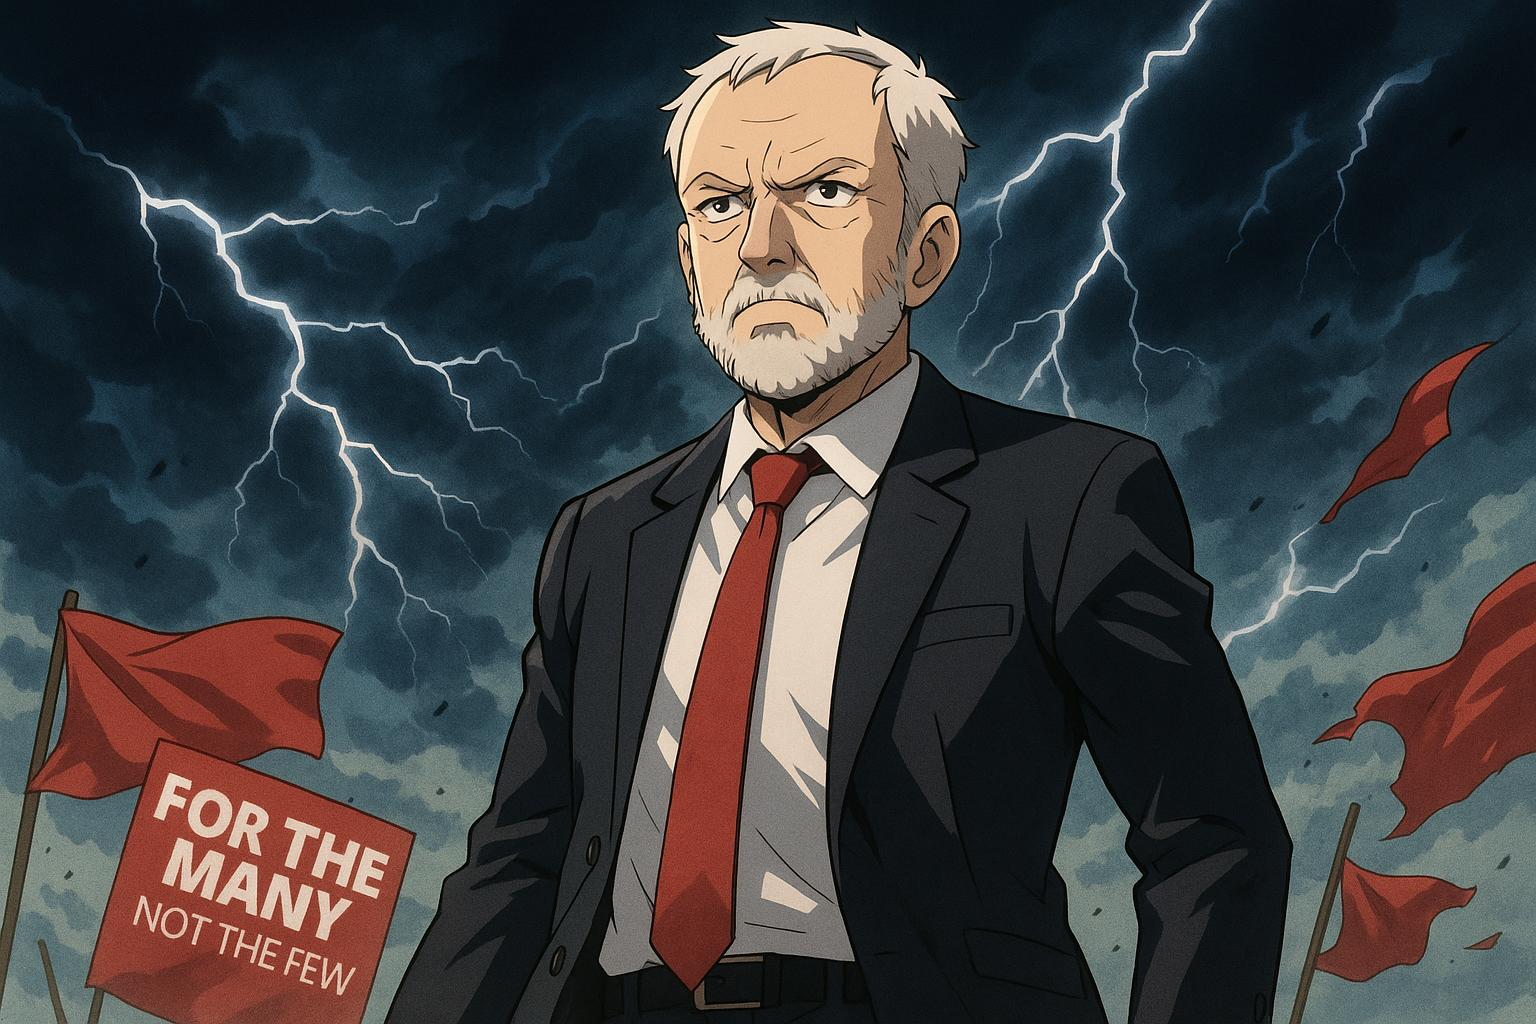 FOR THE
MANY
NOT THE FEW